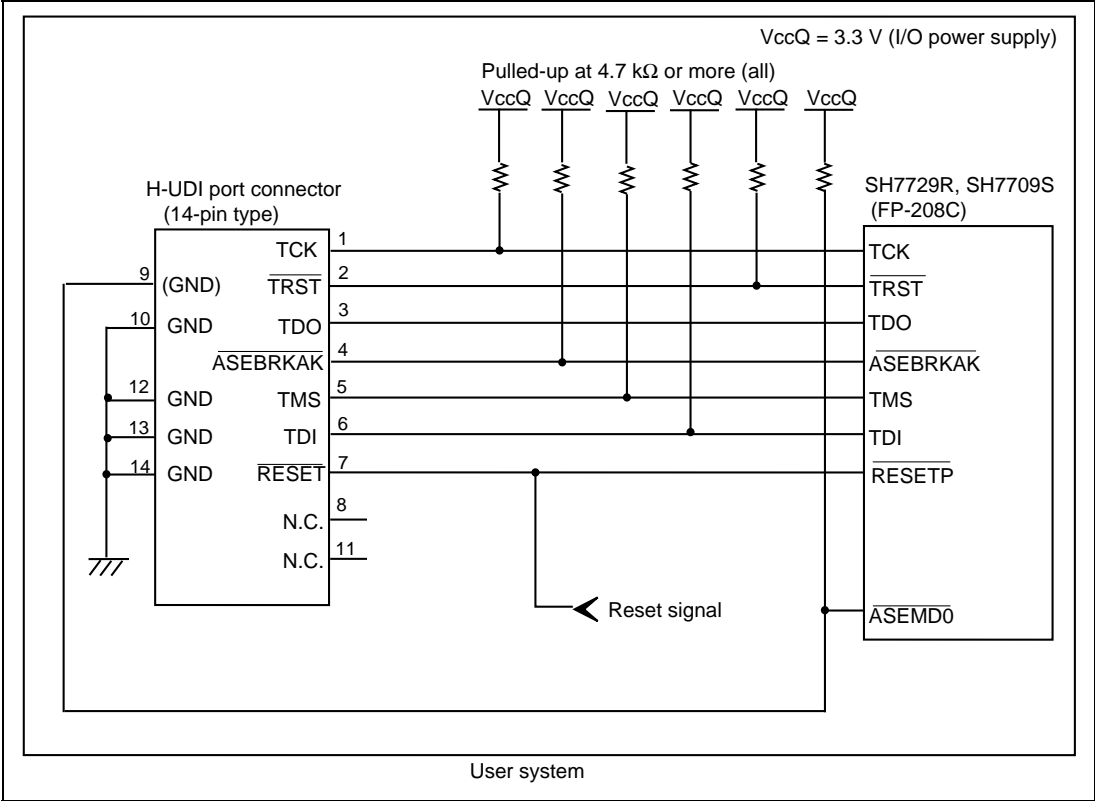 VccQ = 3.3 V (I/O power supply)
Pulled-up at 4.7 kΩ or more (all)
VccQ VccQ VccQ VccQ VccQ VccQ
H-UDI port connector
(14-pin type)
SH7729R, SH7709S
(FP-208C)
TCK 1 TCK
9 (GND) TRST 2 TRST
10 GND TDO 3 TDO
ASEBRKAK 4 ASEBRKAK
12 GND TMS 5 TMS
13 GND TDI 6 TDI
14 GND RESET 7 RESETP
N.C. 8
N.C. 11
Reset signal
ASEMD0
User system